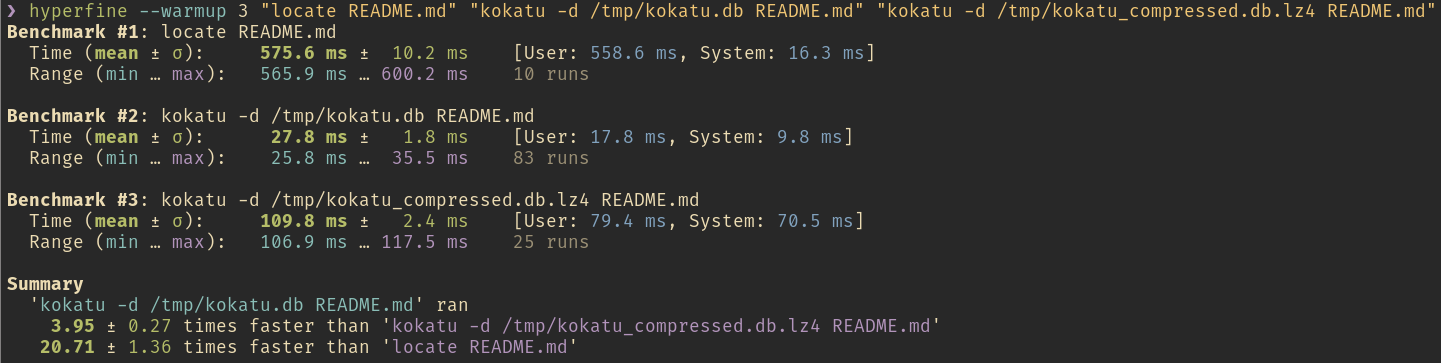 ❯ hyperfine --warmup 3 "locate README.md" "kokatu -d /tmp/kokatu.db README.md" "kokatu -d /tmp/kokatu_compressed.db.lz4 README.md"
Benchmark #1: locate README.md
  Time (mean ± σ):     575.6 ms ±  10.2 ms    [User: 558.6 ms, System: 16.3 ms]
  Range (min … max):   565.9 ms … 600.2 ms    10 runs

Benchmark #2: kokatu -d /tmp/kokatu.db README.md
  Time (mean ± σ):      27.8 ms ±   1.8 ms    [User: 17.8 ms, System: 9.8 ms]
  Range (min … max):    25.8 ms …  35.5 ms    83 runs

Benchmark #3: kokatu -d /tmp/kokatu_compressed.db.lz4 README.md
  Time (mean ± σ):     109.8 ms ±   2.4 ms    [User: 79.4 ms, System: 70.5 ms]
  Range (min … max):   106.9 ms … 117.5 ms    25 runs

Summary
  'kokatu -d /tmp/kokatu.db README.md' ran
    3.95 ± 0.27 times faster than 'kokatu -d /tmp/kokatu_compressed.db.lz4 README.md'
   20.71 ± 1.36 times faster than 'locate README.md'